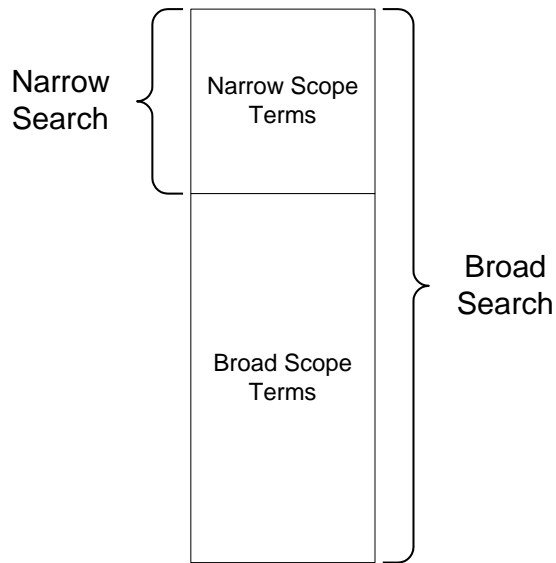 Narrow
Search
Narrow Scope
Terms
Broad
Search
Broad Scope
Terms